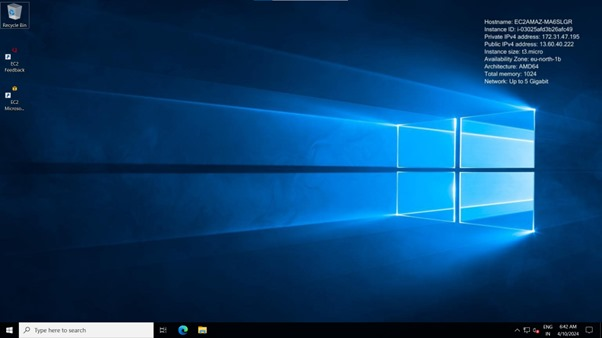 Recycle Bin
EC2
Feedback
EC2
Microso...
Hostname: EC2AMAZ-MA6SLGR
Instance ID: i-03025afd3b26afc49
Private IPv4 address: 172.31.47.195
Public IPv4 address: 13.60.40.222
Instance size: t3.micro
Availability Zone: eu-north-1b
Architecture: AMD64
Total memory: 1024
Network: Up to 5 Gigabit
Type here to search
ENG
IN
6:42 AM
4/10/2024